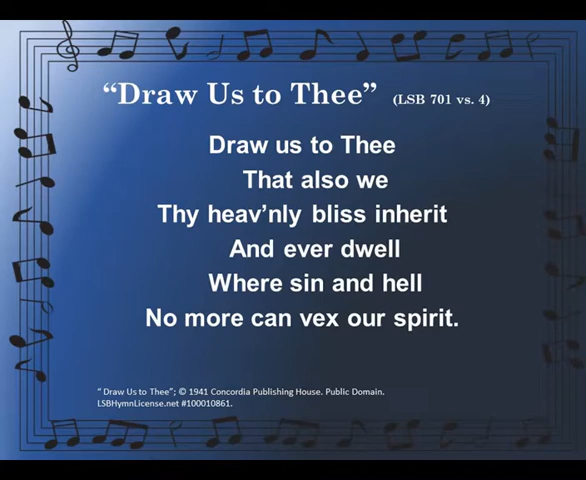 “Draw Us to Thee” (LSB 701 vs. 4)
Draw us to Thee
That also we
Thy heav’nly bliss inherit
And ever dwell
Where sin and hell
No more can vex our spirit.
“ Draw Us to Thee”; © 1941 Concordia Publishing House. Public Domain.
LSBHymnLicense.net #100010861.